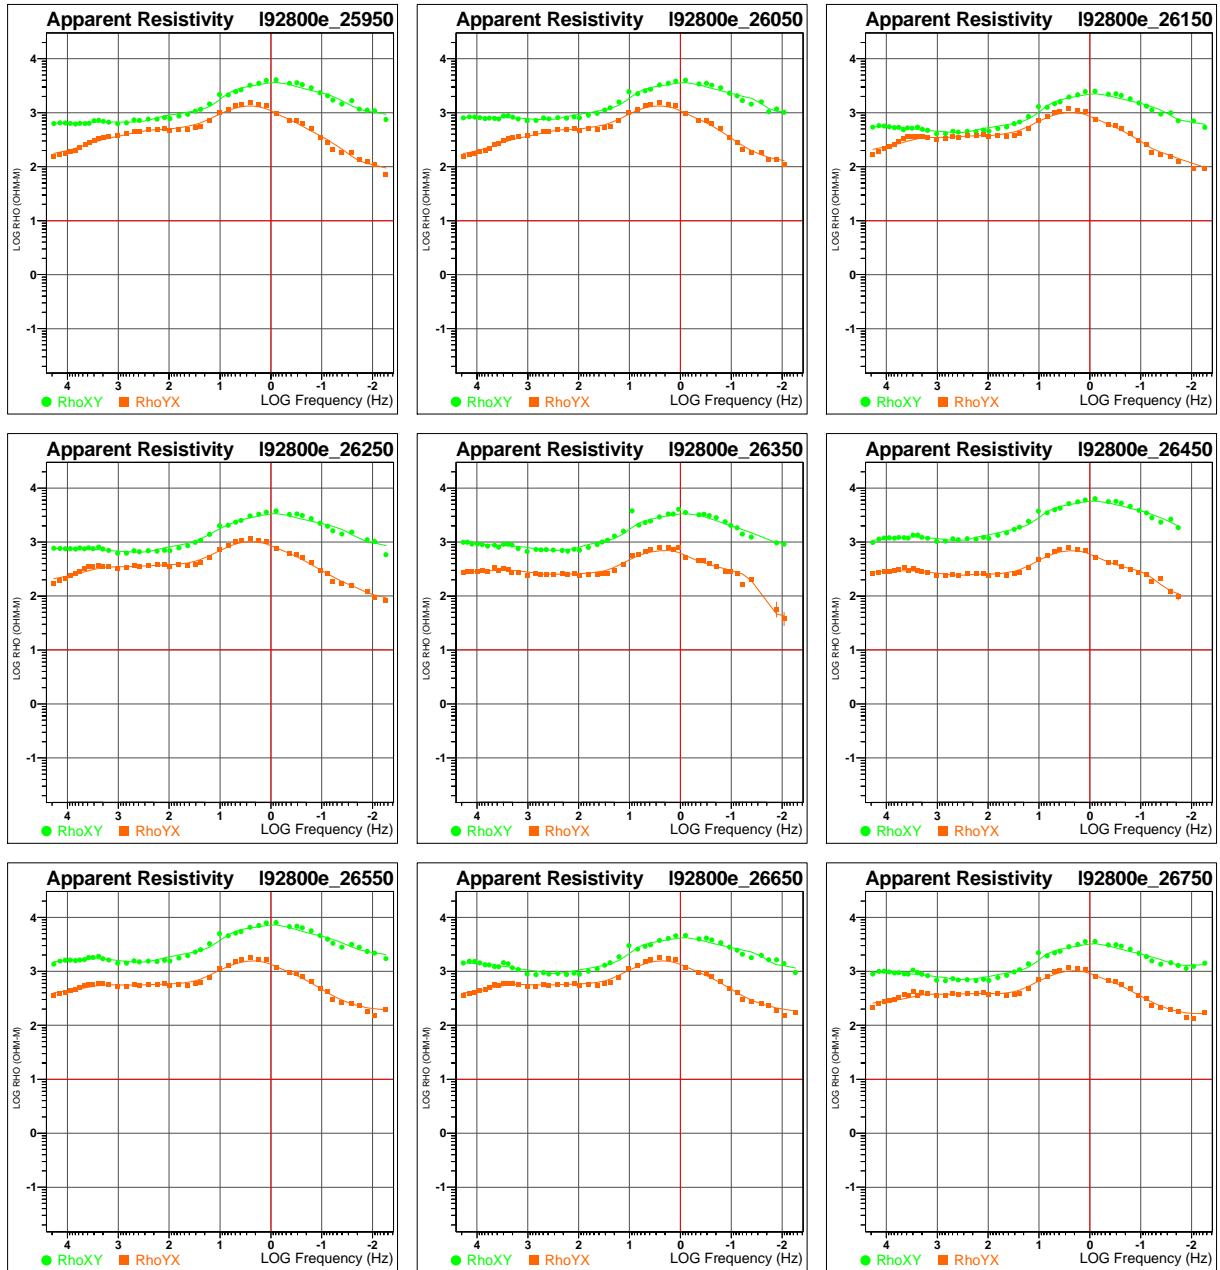 Apparent Resistivity l92800e_25950
4
3
2
1
0
-1
LOG RHO (OHM-M)
4 3 2 1 0 -1 -2
RhoXY RhoYX LOG Frequency (Hz)
Apparent Resistivity l92800e_26050
4
3
2
1
0
-1
LOG RHO (OHM-M)
4 3 2 1 0 -1 -2
RhoXY RhoYX LOG Frequency (Hz)
Apparent Resistivity l92800e_26150
4
3
2
1
0
-1
LOG RHO (OHM-M)
4 3 2 1 0 -1 -2
RhoXY RhoYX LOG Frequency (Hz)
Apparent Resistivity l92800e_26250
4
3
2
1
0
-1
LOG RHO (OHM-M)
4 3 2 1 0 -1 -2
RhoXY RhoYX LOG Frequency (Hz)
Apparent Resistivity l92800e_26350
4
3
2
1
0
-1
LOG RHO (OHM-M)
4 3 2 1 0 -1 -2
RhoXY RhoYX LOG Frequency (Hz)
Apparent Resistivity l92800e_26450
4
3
2
1
0
-1
LOG RHO (OHM-M)
4 3 2 1 0 -1 -2
RhoXY RhoYX LOG Frequency (Hz)
Apparent Resistivity l92800e_26550
4
3
2
1
0
-1
LOG RHO (OHM-M)
4 3 2 1 0 -1 -2
RhoXY RhoYX LOG Frequency (Hz)
Apparent Resistivity l92800e_26650
4
3
2
1
0
-1
LOG RHO (OHM-M)
4 3 2 1 0 -1 -2
RhoXY RhoYX LOG Frequency (Hz)
Apparent Resistivity l92800e_26750
4
3
2
1
0
-1
LOG RHO (OHM-M)
4 3 2 1 0 -1 -2
RhoXY RhoYX LOG Frequency (Hz)